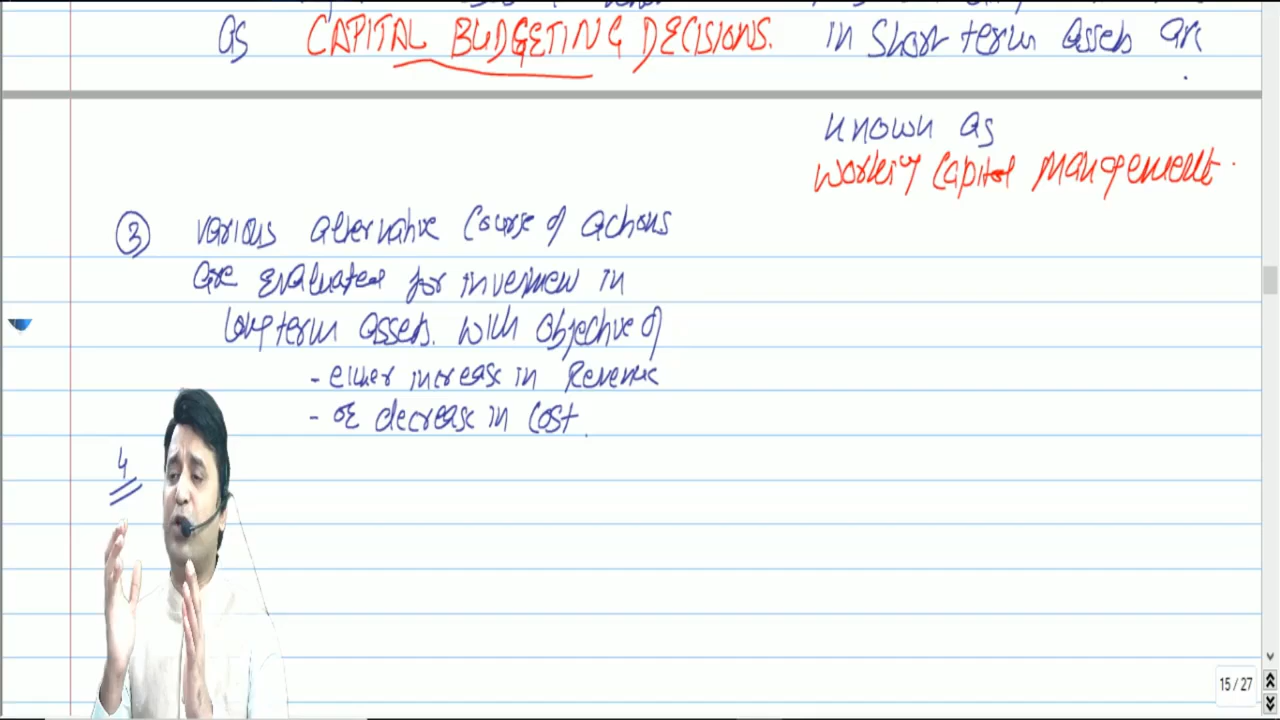 as CAPITAL BUDGETING DECISIONS.
in Short term assets are
known as
Working Capital Management.
③ various alternative Course of actions
are evaluated for investment in
long term assets. With objective of
- either increase in Revenue
- or decrease in Cost.
4
15 / 27